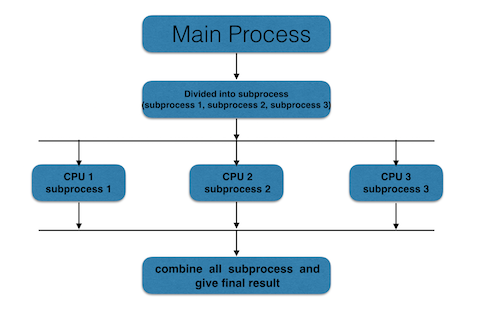 Main Process
Divided into subprocess
(subprocess 1, subprocess 2, subprocess 3)
CPU 1
subprocess 1
CPU 2
subprocess 2
CPU 3
subprocess 3
combine all subprocess and
give final result